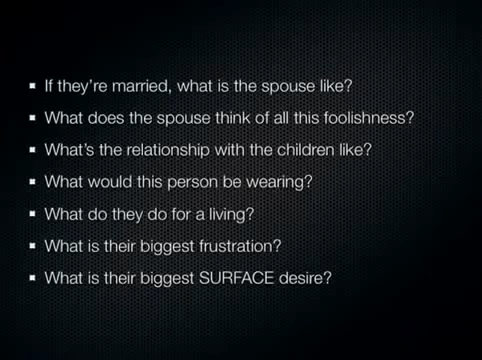 If they're married, what is the spouse like?
What does the spouse think of all this foolishness?
What's the relationship with the children like?
What would this person be wearing?
What do they do for a living?
What is their biggest frustration?
What is their biggest SURFACE desire?